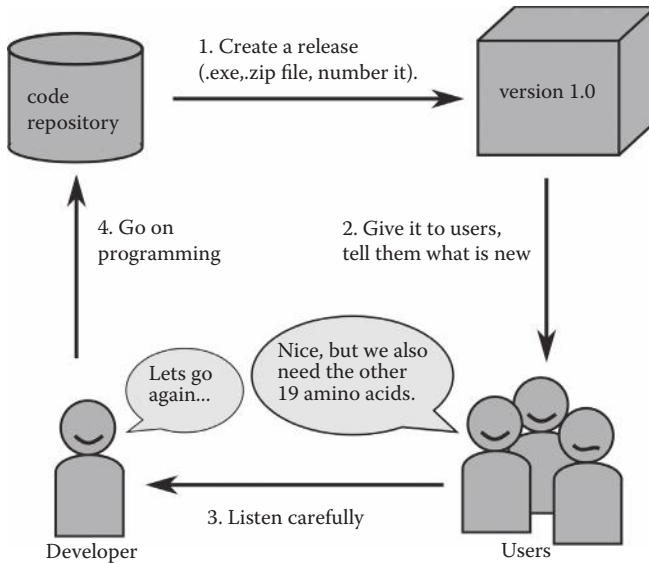 1. Create a release
(.exe,.zip file, number it).
code
repository
version 1.0
4. Go on
programming
2. Give it to users,
tell them what is new
Lets go
again...
Nice, but we also
need the other
19 amino acids.
3. Listen carefully
Developer
Users